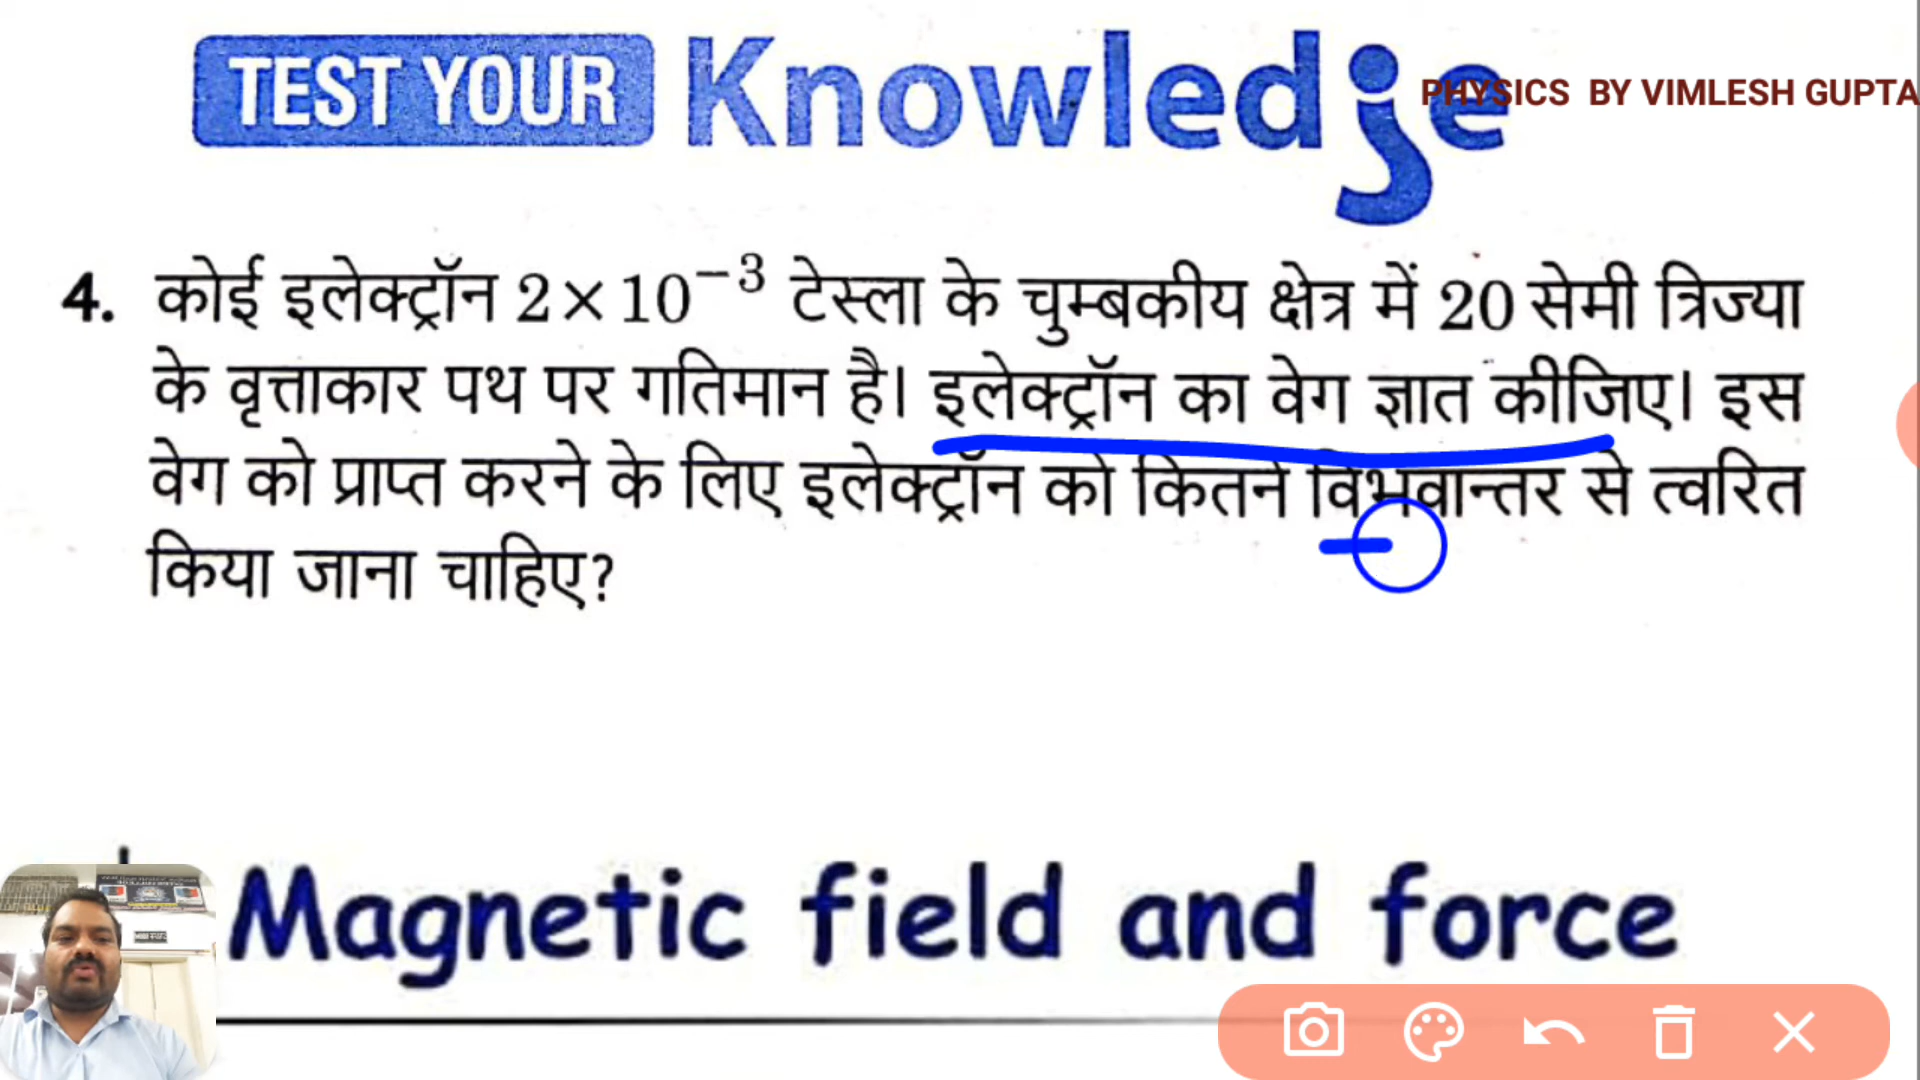 TEST YOUR Knowledge
PHYSICS BY VIMLESH GUPTA
4. कोई इलेक्ट्रॉन 2×10⁻³ टेस्ला के चुम्बकीय क्षेत्र में 20 सेमी त्रिज्या
के वृत्ताकार पथ पर गतिमान है। इलेक्ट्रॉन का वेग ज्ञात कीजिए। इस
वेग को प्राप्त करने के लिए इलेक्ट्रॉन को कितने विभवान्तर से त्वरित
किया जाना चाहिए?
Magnetic field and force